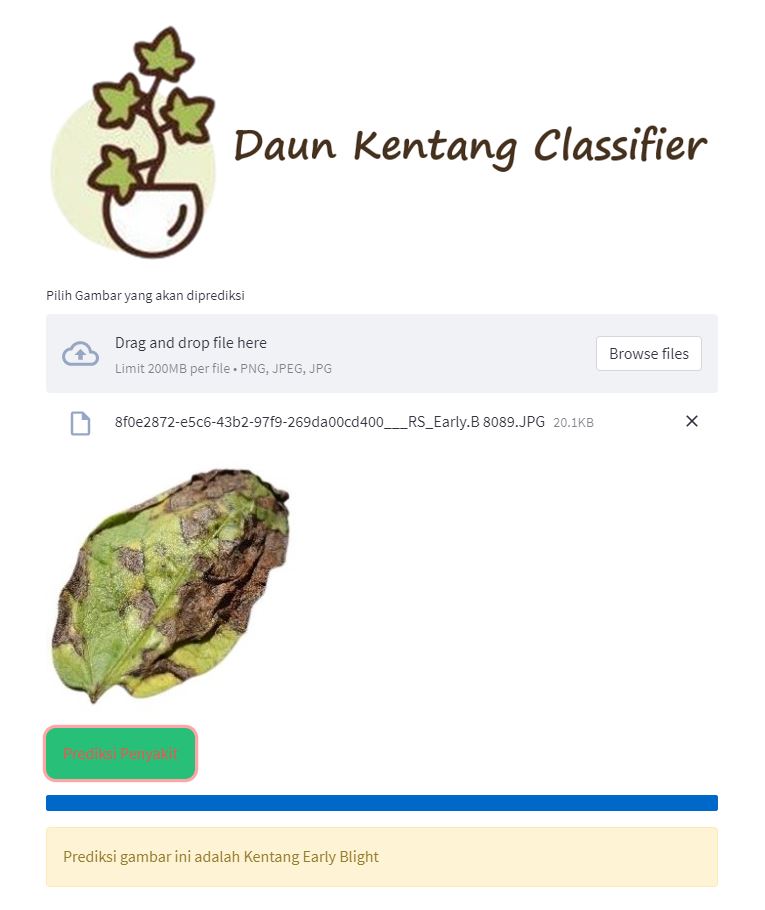 Daun Kentang Classifier
Pilih Gambar yang akan diprediksi
Drag and drop file here
Limit 200MB per file • PNG, JPEG, JPG
Browse files
8f0e2872-e5c6-43b2-97f9-269da00cd400___RS_Early.B 8089.JPG 20.1KB
Prediksi Penyakit
Prediksi gambar ini adalah Kentang Early Blight